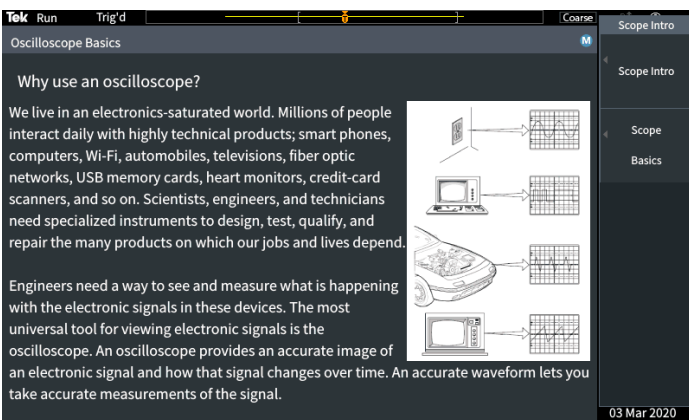 Tek Run Trig'd Coarse
Scope Intro
Oscilloscope Basics M
Scope Intro
Scope
Basics
Why use an oscilloscope?
We live in an electronics-saturated world. Millions of people
interact daily with highly technical products; smart phones,
computers, Wi-Fi, automobiles, televisions, fiber optic
networks, USB memory cards, heart monitors, credit-card
scanners, and so on. Scientists, engineers, and technicians
need specialized instruments to design, test, qualify, and
repair the many products on which our jobs and lives depend.
Engineers need a way to see and measure what is happening
with the electronic signals in these devices. The most
universal tool for viewing electronic signals is the
oscilloscope. An oscilloscope provides an accurate image of
an electronic signal and how that signal changes over time. An accurate waveform lets you
take accurate measurements of the signal.
03 Mar 2020